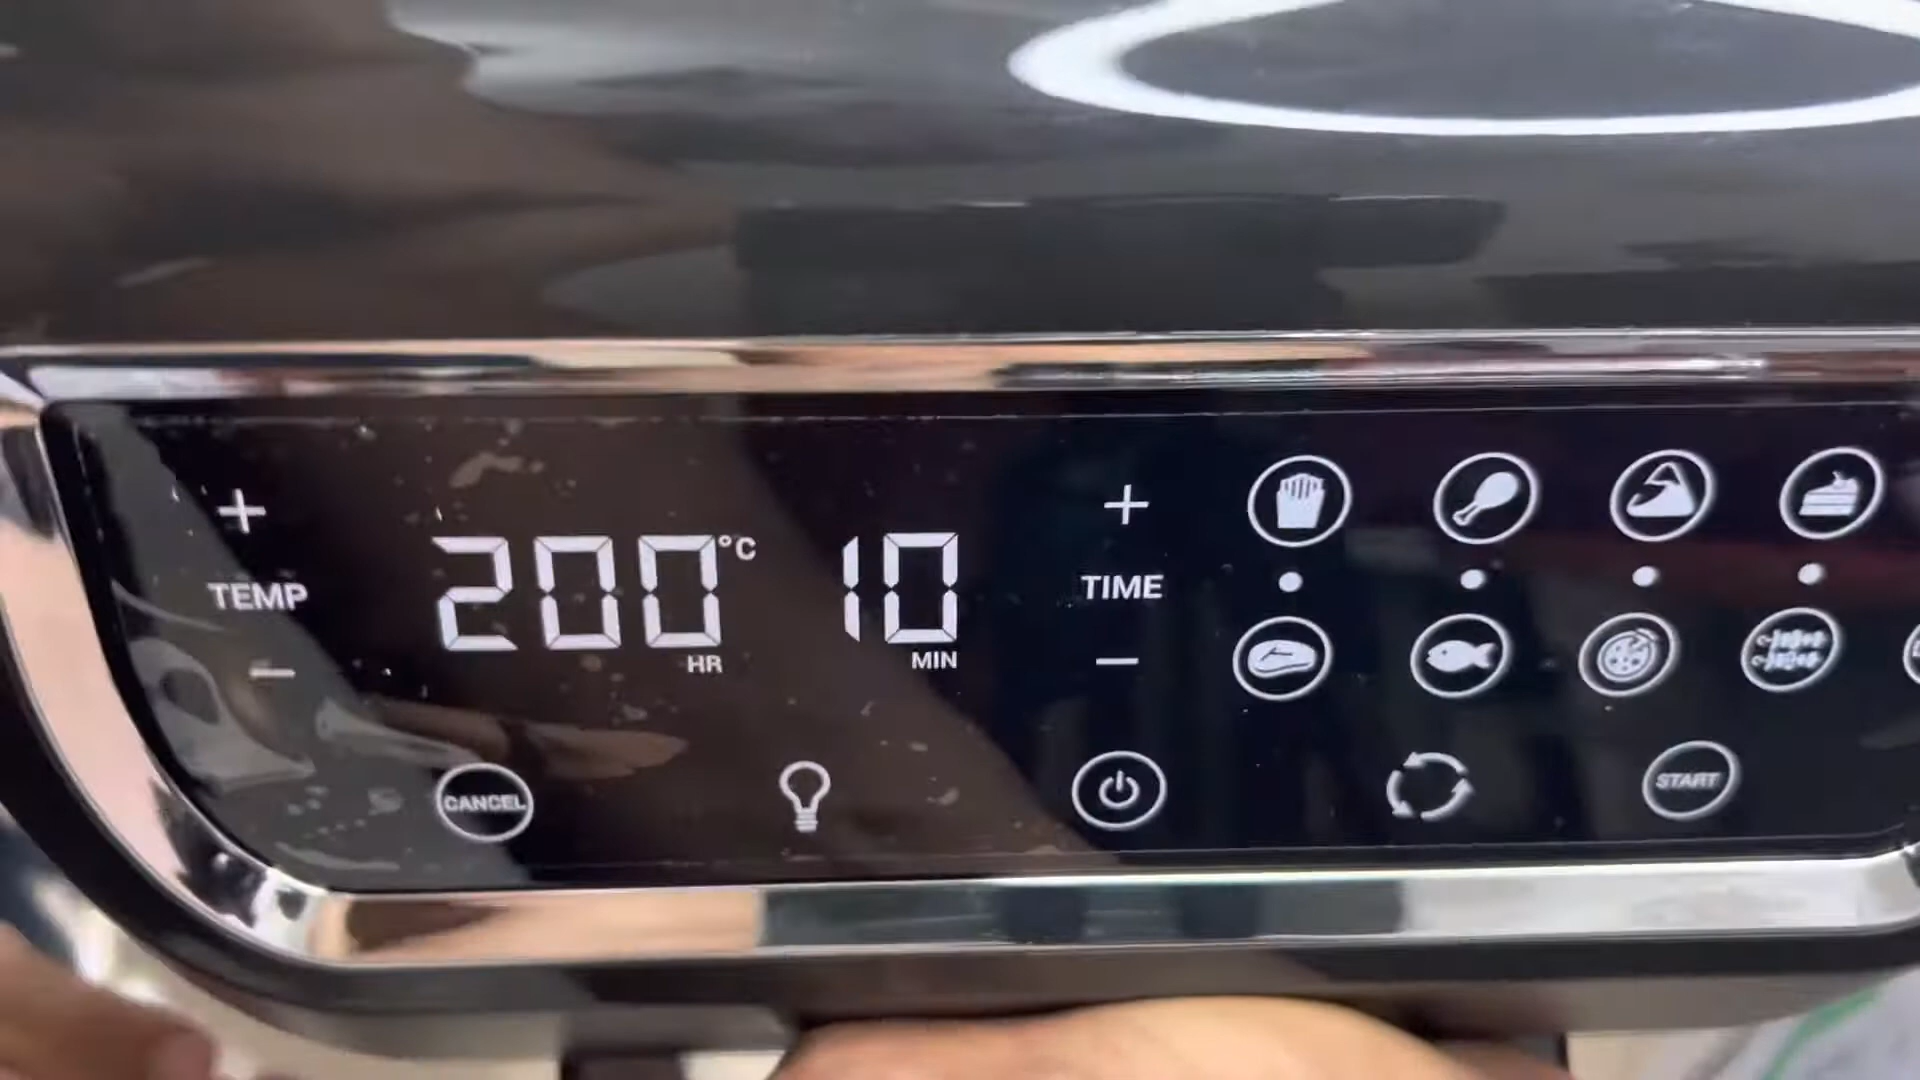 +
TEMP
–
200°C
HR
10
MIN
+
TIME
–
CANCEL
START